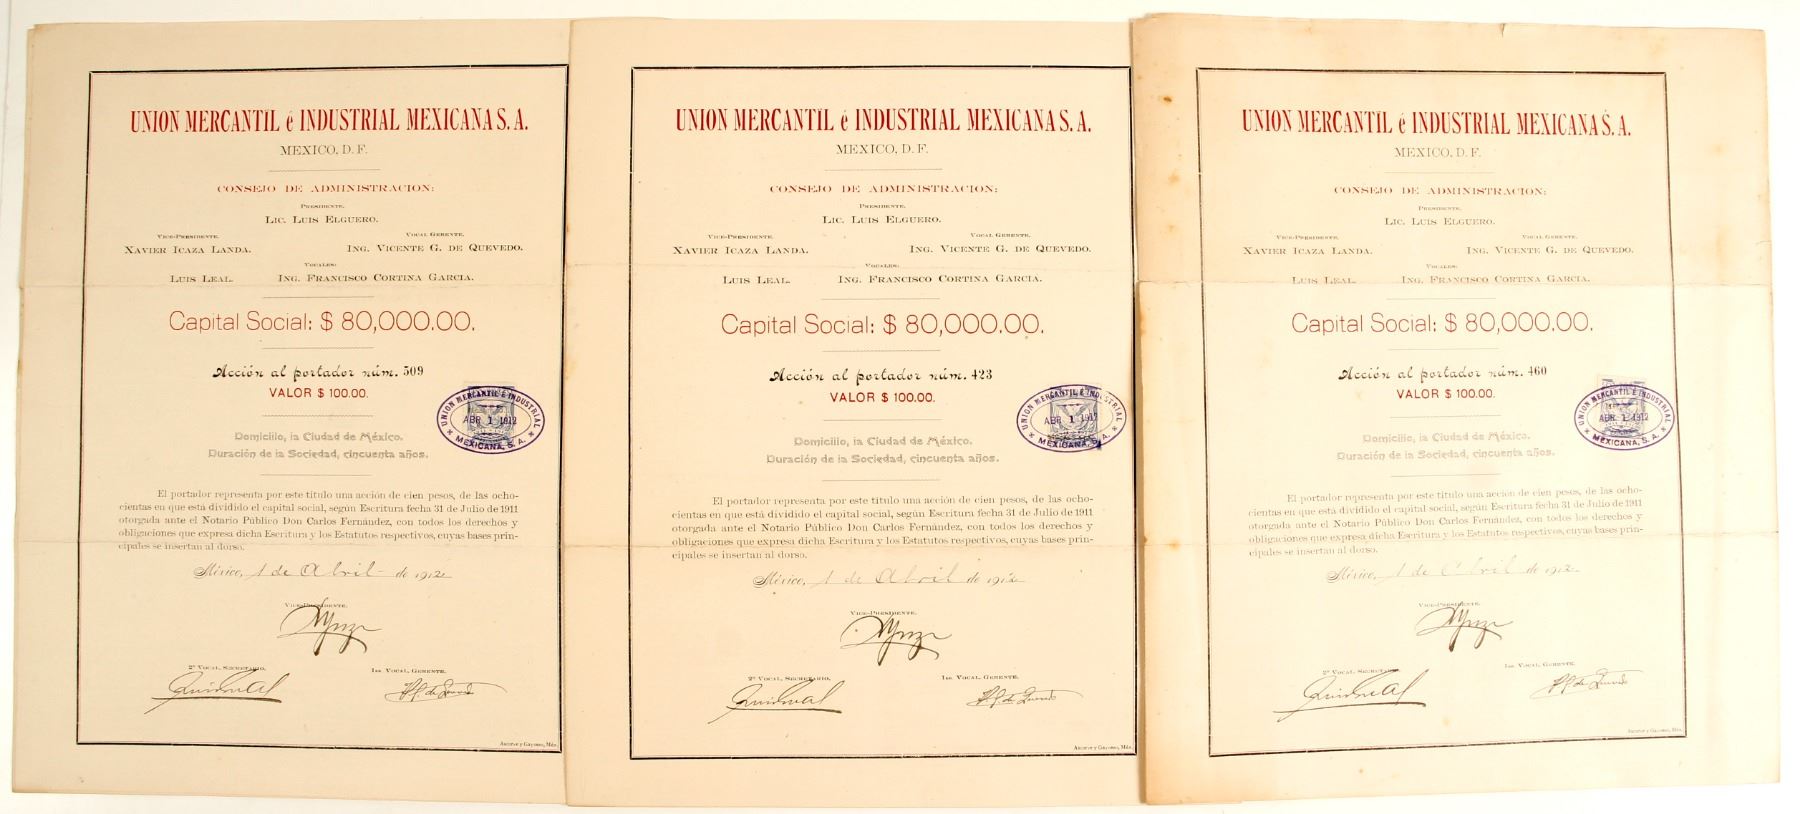 UNION MERCANTIL é INDUSTRIAL MEXICANA S. A.
MEXICO, D. F.
CONSEJO DE ADMINISTRACION:
PRESIDENTE.
LIC. LUIS ELGUERO.
VICE-PRESIDENTE. VOCAL GERENTE.
XAVIER ICAZA LANDA. ING. VICENTE G. DE QUEVEDO.
VOCALES:
LUIS LEAL. ING. FRANCISCO CORTINA GARCIA.
Capital Social: $ 80,000.00.
Acción al portador núm. 509
VALOR $ 100.00.
UNION MERCANTIL É INDUSTRIAL
ABR 1 1912
MEXICANA, S. A.
Domicilio, la Ciudad de México.
Duración de la Sociedad, cincuenta años.
El portador representa por este título una acción de cien pesos, de las ocho-
cientas en que está dividido el capital social, según Escritura fecha 31 de Julio de 1911
otorgada ante el Notario Público Don Carlos Fernández, con todos los derechos y
obligaciones que expresa dicha Escritura y los Estatutos respectivos, cuyas bases prin-
cipales se insertan al dorso.
México, 1 de Abril de 1912
VICE-PRESIDENTE.
2º VOCAL, SECRETARIO. 1er. VOCAL, GERENTE.
UNION MERCANTIL é INDUSTRIAL MEXICANA S. A.
MEXICO, D. F.
CONSEJO DE ADMINISTRACION:
PRESIDENTE.
LIC. LUIS ELGUERO.
VICE-PRESIDENTE. VOCAL GERENTE.
XAVIER ICAZA LANDA. ING. VICENTE G. DE QUEVEDO.
VOCALES:
LUIS LEAL. ING. FRANCISCO CORTINA GARCIA.
Capital Social: $ 80,000.00.
Acción al portador núm. 423
VALOR $ 100.00.
UNION MERCANTIL É INDUSTRIAL
ABR 1 1912
MEXICANA, S. A.
Domicilio, la Ciudad de México.
Duración de la Sociedad, cincuenta años.
El portador representa por este título una acción de cien pesos, de las ocho-
cientas en que está dividido el capital social, según Escritura fecha 31 de Julio de 1911
otorgada ante el Notario Público Don Carlos Fernández, con todos los derechos y
obligaciones que expresa dicha Escritura y los Estatutos respectivos, cuyas bases prin-
cipales se insertan al dorso.
México, 1 de Abril de 1912
VICE-PRESIDENTE.
2º VOCAL, SECRETARIO. 1er. VOCAL, GERENTE.
UNION MERCANTIL é INDUSTRIAL MEXICANA S. A.
MEXICO, D. F.
CONSEJO DE ADMINISTRACION:
PRESIDENTE.
LIC. LUIS ELGUERO.
VICE-PRESIDENTE. VOCAL GERENTE.
XAVIER ICAZA LANDA. ING. VICENTE G. DE QUEVEDO.
VOCALES:
LUIS LEAL. ING. FRANCISCO CORTINA GARCIA.
Capital Social: $ 80,000.00.
Acción al portador núm. 460
VALOR $ 100.00.
UNION MERCANTIL É INDUSTRIAL
ABR 1 1912
MEXICANA, S. A.
Domicilio, la Ciudad de México.
Duración de la Sociedad, cincuenta años.
El portador representa por este título una acción de cien pesos, de las ocho-
cientas en que está dividido el capital social, según Escritura fecha 31 de Julio de 1911
otorgada ante el Notario Público Don Carlos Fernández, con todos los derechos y
obligaciones que expresa dicha Escritura y los Estatutos respectivos, cuyas bases prin-
cipales se insertan al dorso.
México, 1 de Abril de 1912
VICE-PRESIDENTE.
2º VOCAL, SECRETARIO. 1er. VOCAL, GERENTE.